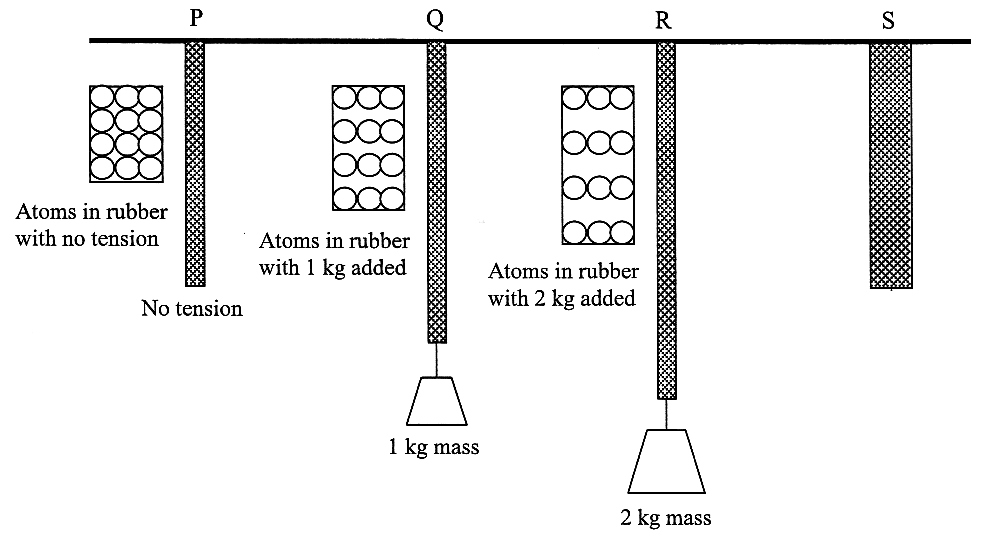 P
Q
R
S
Atoms in rubber
with no tension
No tension
Atoms in rubber
with 1 kg added
1 kg mass
Atoms in rubber
with 2 kg added
2 kg mass